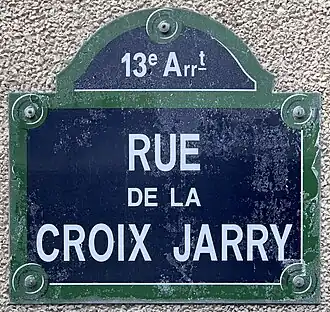 13e Arrt
RUE
DE LA
CROIX JARRY